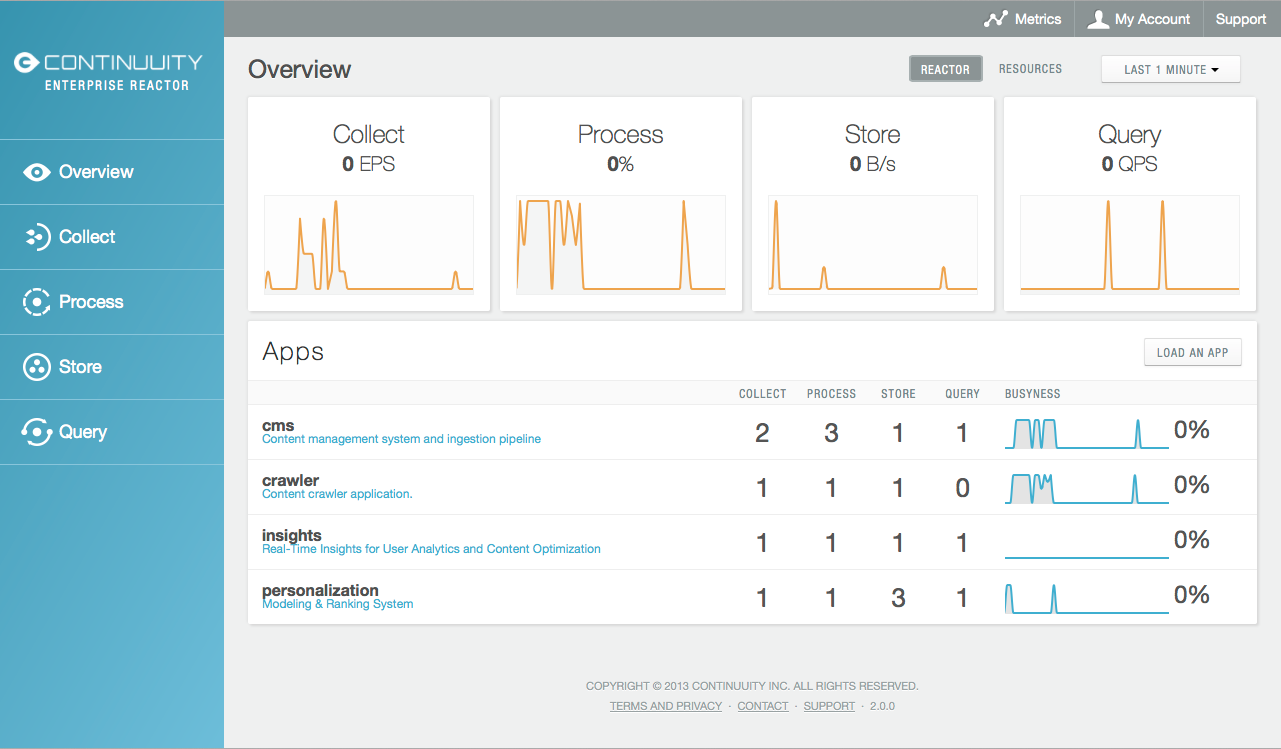 Metrics
My Account
Support
CONTINUUITY
ENTERPRISE REACTOR
Overview
Collect
Process
Store
Query
Overview
REACTOR
RESOURCES
LAST 1 MINUTE
Collect
0 EPS
Process
0%
Store
0 B/s
Query
0 QPS
Apps
LOAD AN APP
COLLECT PROCESS STORE QUERY BUSYNESS
cms
Content management system and ingestion pipeline
2 3 1 1 0%
crawler
Content crawler application.
1 1 1 0 0%
insights
Real-Time Insights for User Analytics and Content Optimization
1 1 1 1 0%
personalization
Modeling & Ranking System
1 1 3 1 0%
COPYRIGHT © 2013 CONTINUUITY INC. ALL RIGHTS RESERVED.
TERMS AND PRIVACY · CONTACT · SUPPORT · 2.0.0